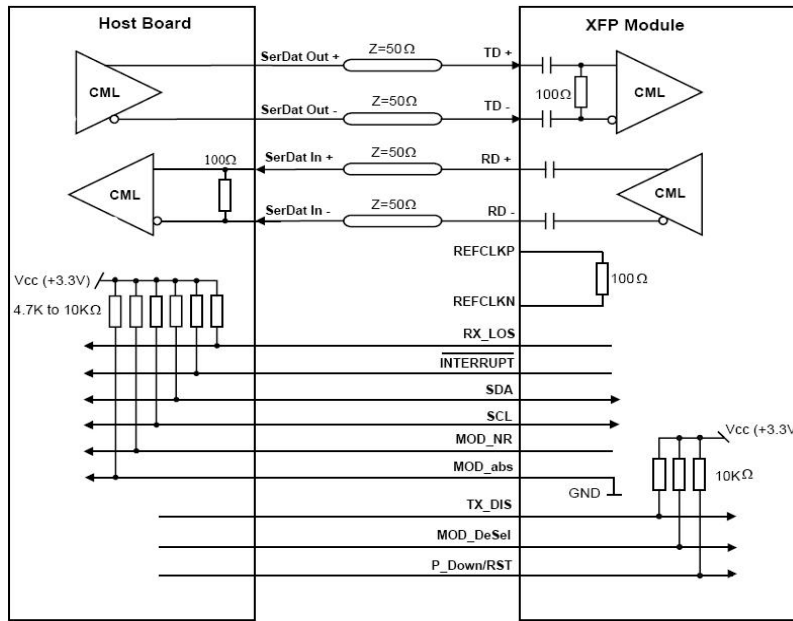 Host Board
XFP Module
SerDat Out +
Z=50Ω
TD +
CML
100Ω
CML
SerDat Out -
Z=50Ω
TD -
SerDat In +
Z=50Ω
RD +
100Ω
CML
CML
SerDat In -
Z=50Ω
RD -
REFCLKP
100Ω
REFCLKN
Vcc (+3.3V)
4.7K to 10KΩ
RX_LOS
INTERRUPT
SDA
SCL
MOD_NR
Vcc (+3.3V
MOD_abs
10KΩ
GND
TX_DIS
MOD_DeSel
P_Down/RST